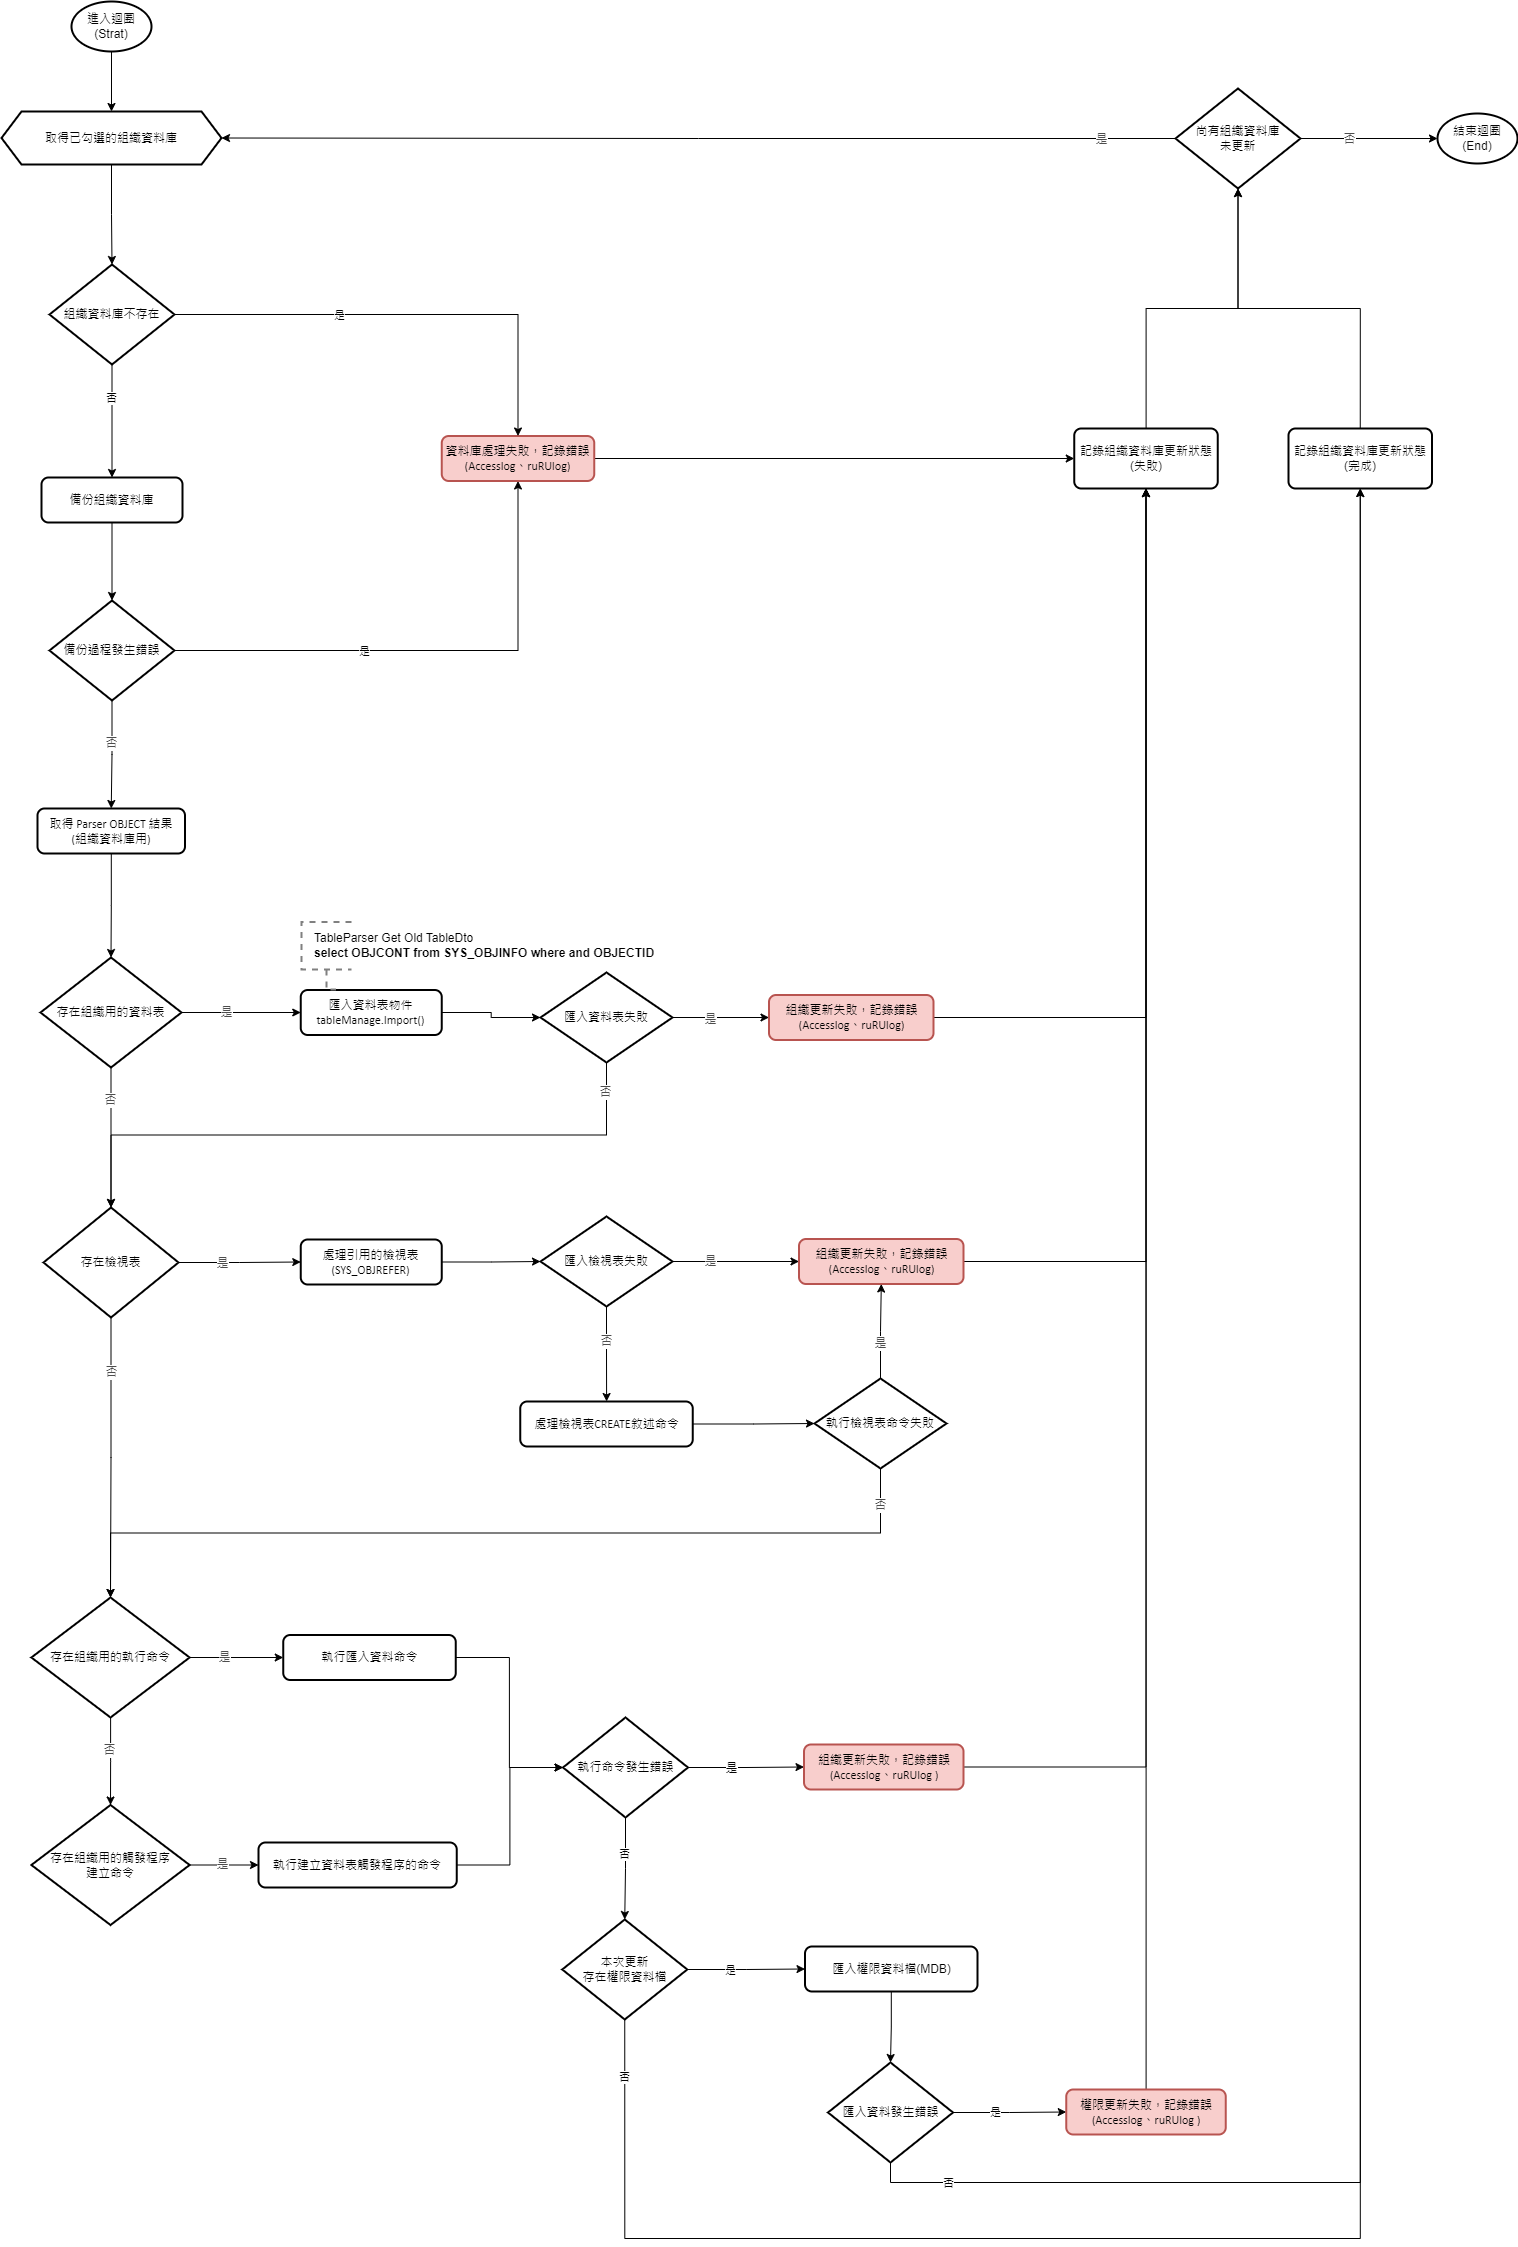 進入迴圈
(Strat)
取得已勾選的組織資料庫
尚有組織資料庫
未更新
是
否
結束迴圈
(End)
組織資料庫不存在
是
否
資料庫處理失敗，記錄錯誤
(Accesslog、ruRUlog)
記錄組織資料庫更新狀態
(失敗)
記錄組織資料庫更新狀態
(完成)
備份組織資料庫
備份過程發生錯誤
是
否
取得 Parser OBJECT 結果
(組織資料庫用)
TableParser Get Old TableDto
select OBJCONT from SYS_OBJINFO where and OBJECTID
存在組織用的資料表
是
匯入資料表物件
tableManage.Import()
匯入資料表失敗
是
組織更新失敗，記錄錯誤
(Accesslog、ruRUlog)
否
否
存在檢視表
是
處理引用的檢視表
(SYS_OBJREFER)
匯入檢視表失敗
是
組織更新失敗，記錄錯誤
(Accesslog、ruRUlog)
否
是
否
處理檢視表CREATE敘述命令
執行檢視表命令失敗
否
存在組織用的執行命令
是
執行匯入資料命令
否
執行命令發生錯誤
是
組織更新失敗，記錄錯誤
(Accesslog、ruRUlog )
存在組織用的觸發程序
建立命令
是
執行建立資料表觸發程序的命令
否
本次更新
存在權限資料檔
是
匯入權限資料檔(MDB)
否
匯入資料發生錯誤
是
權限更新失敗，記錄錯誤
(Accesslog、ruRUlog )
否